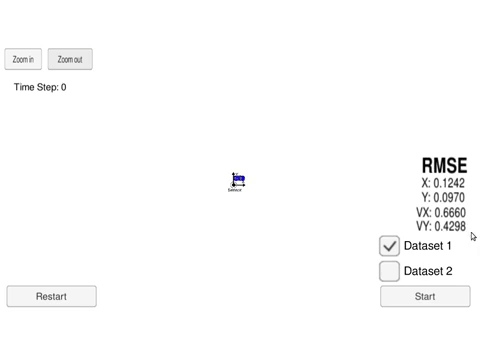 Zoom in
Zoom out
Time Step: 0
Sensor
RMSE
X: 0.1242
Y: 0.0970
VX: 0.6660
VY: 0.4298
Dataset 1
Dataset 2
Restart
Start